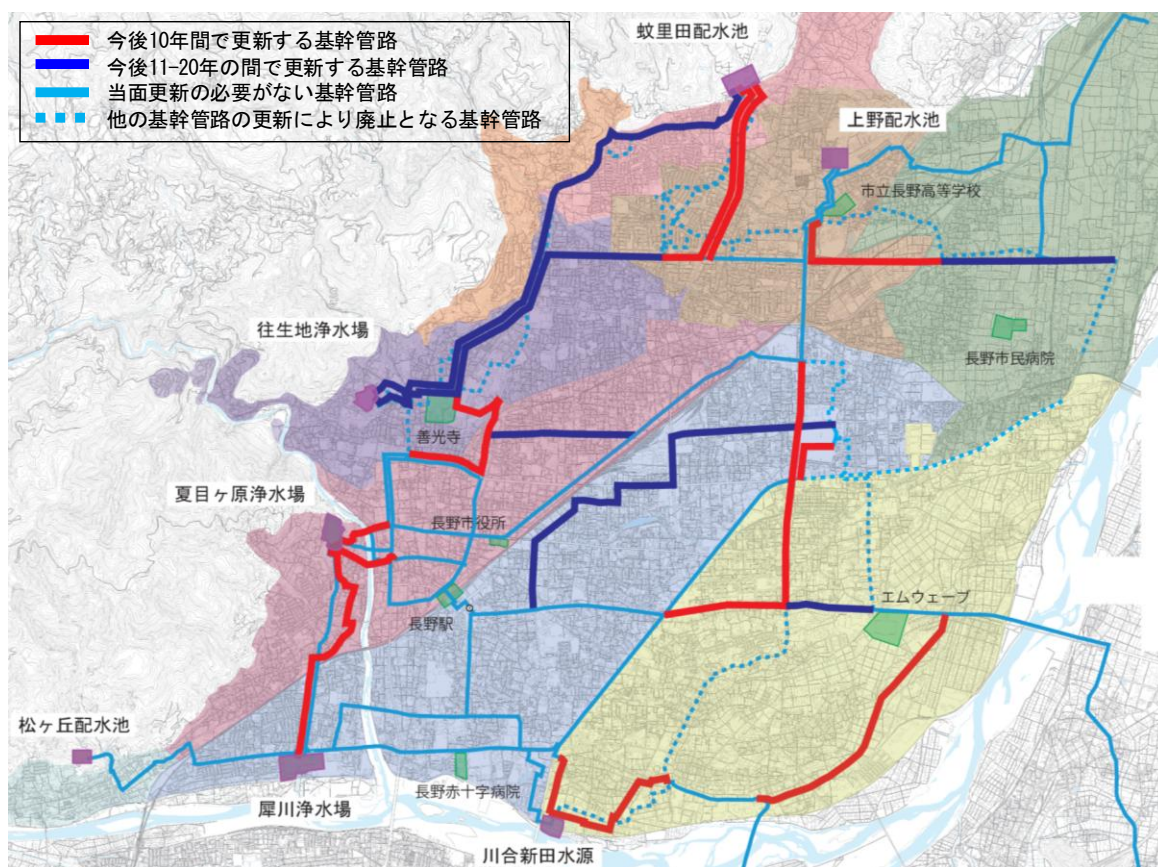 今後10年間で更新する基幹管路
今後11-20年の間で更新する基幹管路
当面更新の必要がない基幹管路
他の基幹管路の更新により廃止となる基幹管路
蚊里田配水池
上野配水池
市立長野高等学校
往生地浄水場
長野市民病院
善光寺
夏目ヶ原浄水場
長野市役所
エムウェーブ
長野駅
松ヶ丘配水池
長野赤十字病院
犀川浄水場
川合新田水源